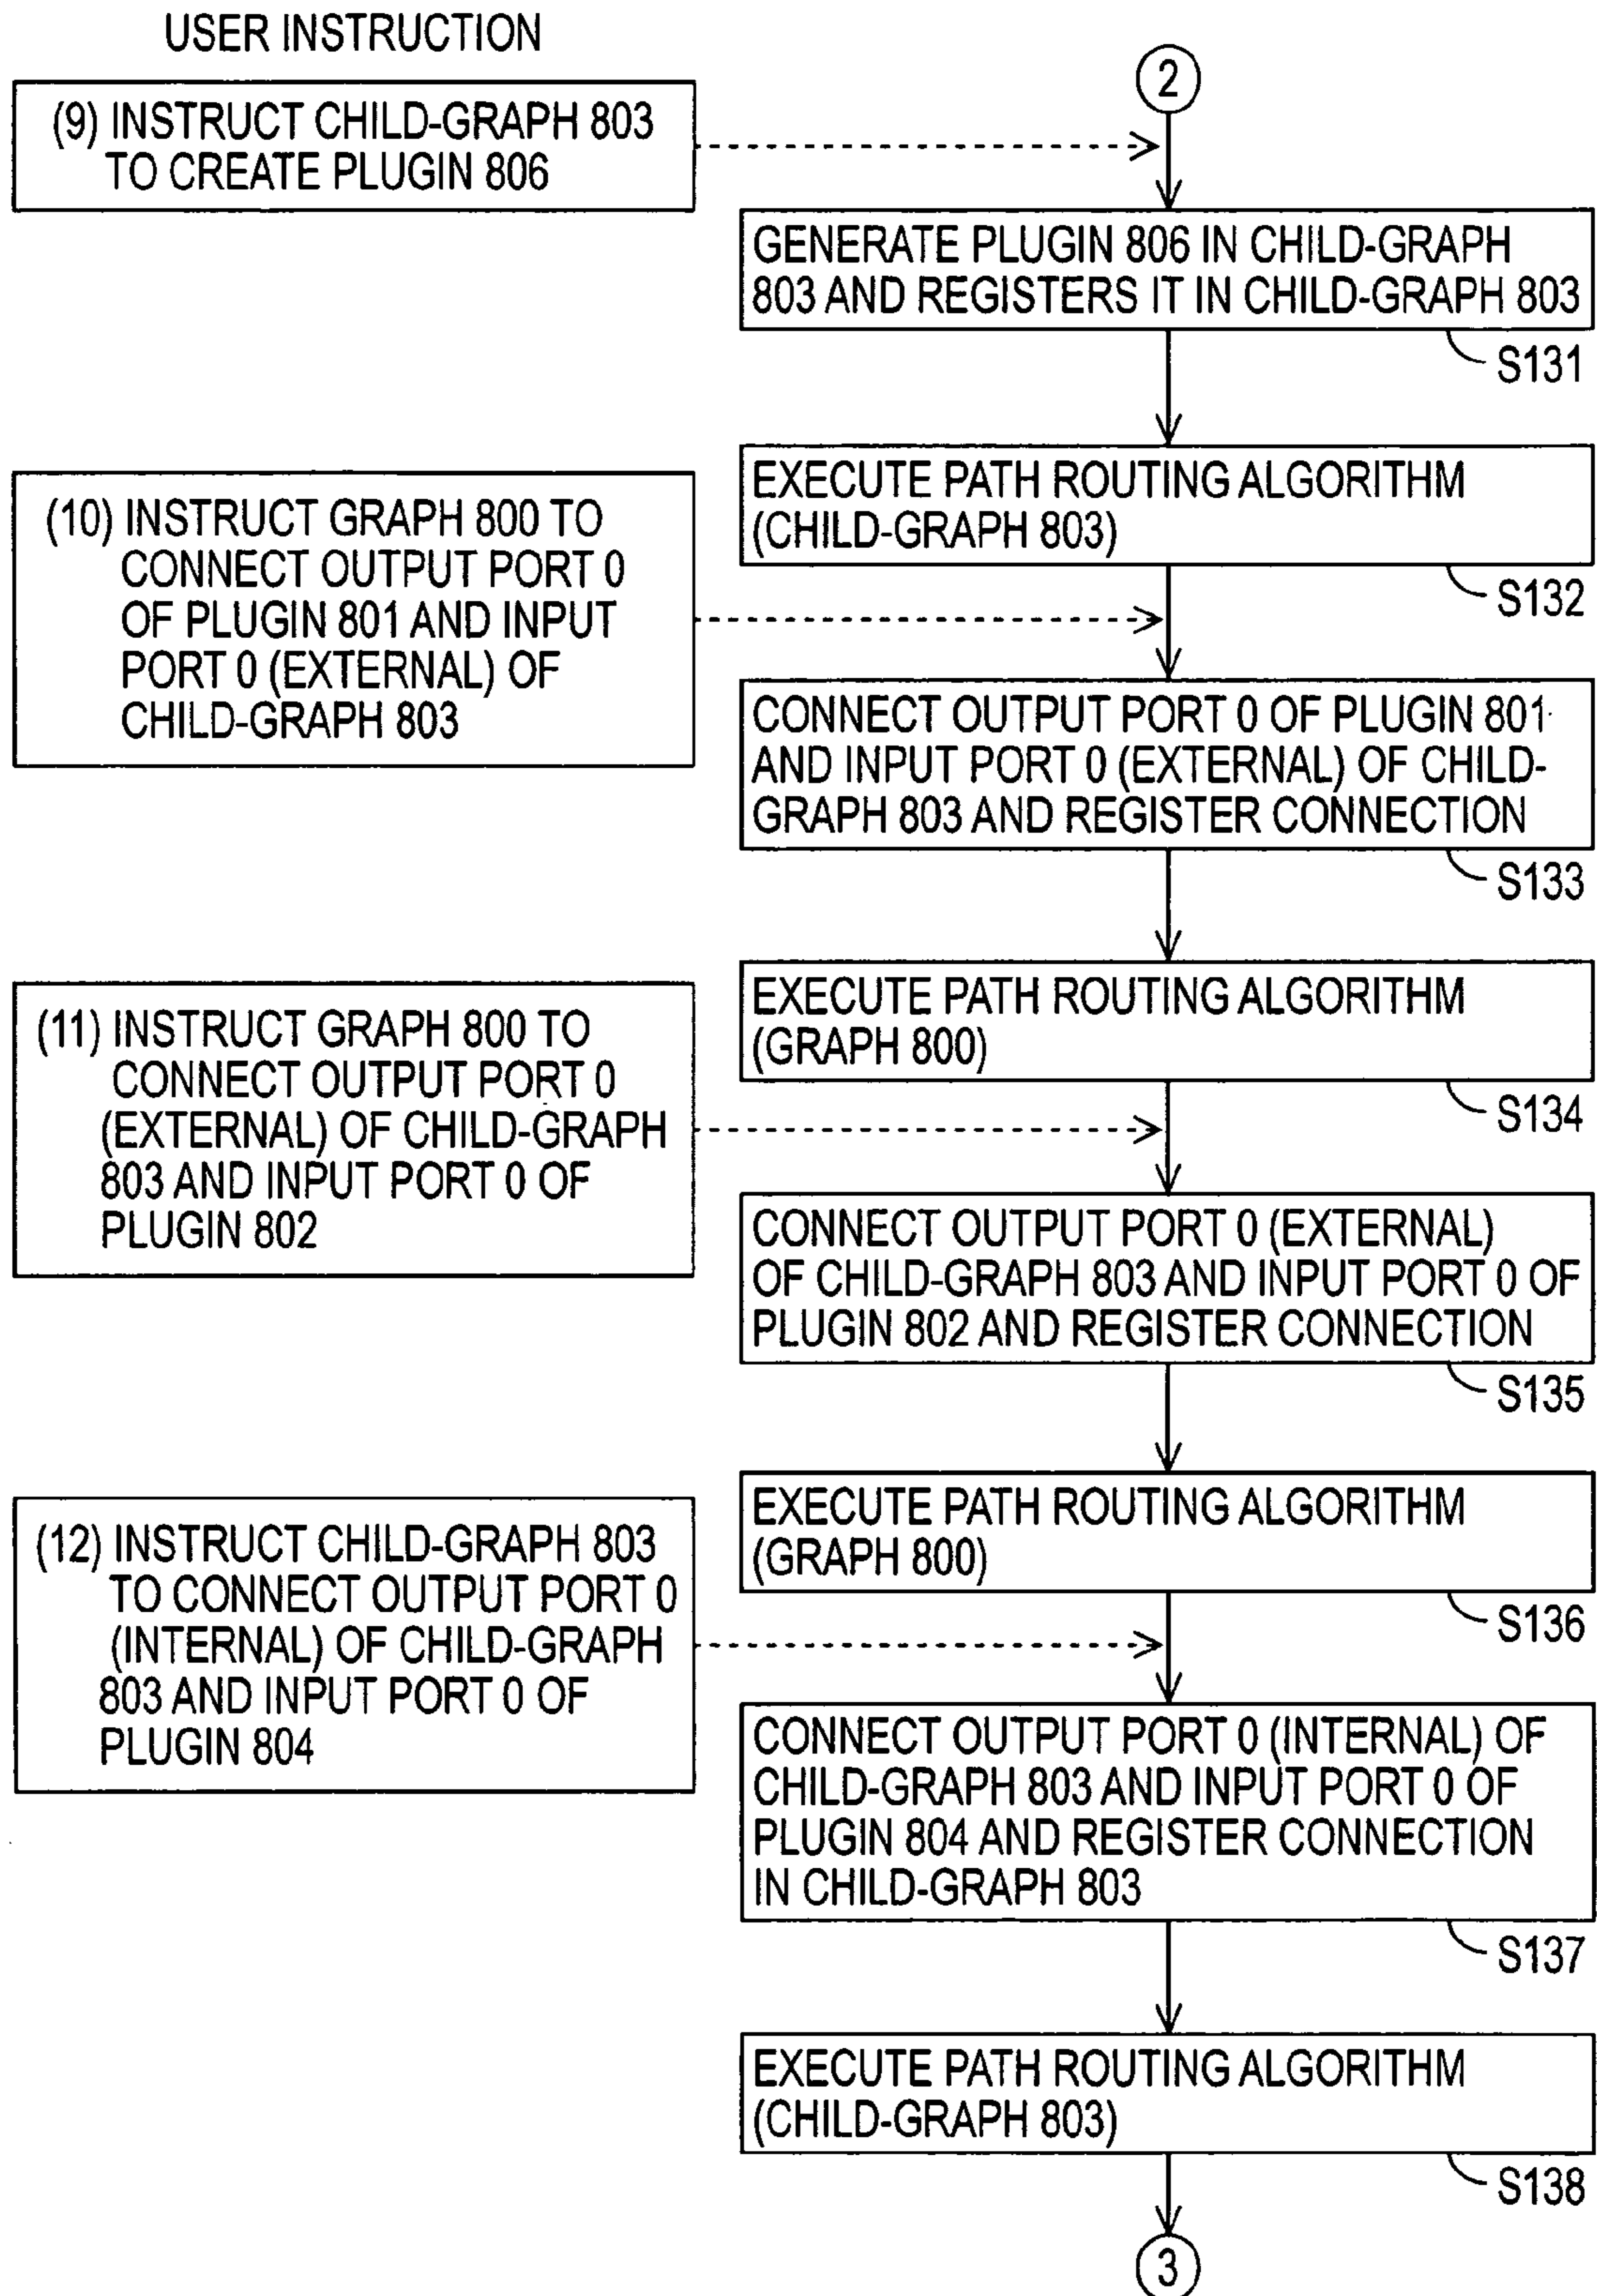 USER INSTRUCTION
2
(9) INSTRUCT CHILD-GRAPH 803
TO CREATE PLUGIN 806
GENERATE PLUGIN 806 IN CHILD-GRAPH
803 AND REGISTERS IT IN CHILD-GRAPH 803
S131
EXECUTE PATH ROUTING ALGORITHM
(CHILD-GRAPH 803)
S132
(10) INSTRUCT GRAPH 800 TO
CONNECT OUTPUT PORT 0
OF PLUGIN 801 AND INPUT
PORT 0 (EXTERNAL) OF
CHILD-GRAPH 803
CONNECT OUTPUT PORT 0 OF PLUGIN 801
AND INPUT PORT 0 (EXTERNAL) OF CHILD-
GRAPH 803 AND REGISTER CONNECTION
S133
EXECUTE PATH ROUTING ALGORITHM
(GRAPH 800)
S134
(11) INSTRUCT GRAPH 800 TO
CONNECT OUTPUT PORT 0
(EXTERNAL) OF CHILD-GRAPH
803 AND INPUT PORT 0 OF
PLUGIN 802
CONNECT OUTPUT PORT 0 (EXTERNAL)
OF CHILD-GRAPH 803 AND INPUT PORT 0 OF
PLUGIN 802 AND REGISTER CONNECTION
S135
EXECUTE PATH ROUTING ALGORITHM
(GRAPH 800)
S136
(12) INSTRUCT CHILD-GRAPH 803
TO CONNECT OUTPUT PORT 0
(INTERNAL) OF CHILD-GRAPH
803 AND INPUT PORT 0 OF
PLUGIN 804
CONNECT OUTPUT PORT 0 (INTERNAL) OF
CHILD-GRAPH 803 AND INPUT PORT 0 OF
PLUGIN 804 AND REGISTER CONNECTION
IN CHILD-GRAPH 803
S137
EXECUTE PATH ROUTING ALGORITHM
(CHILD-GRAPH 803)
S138
3